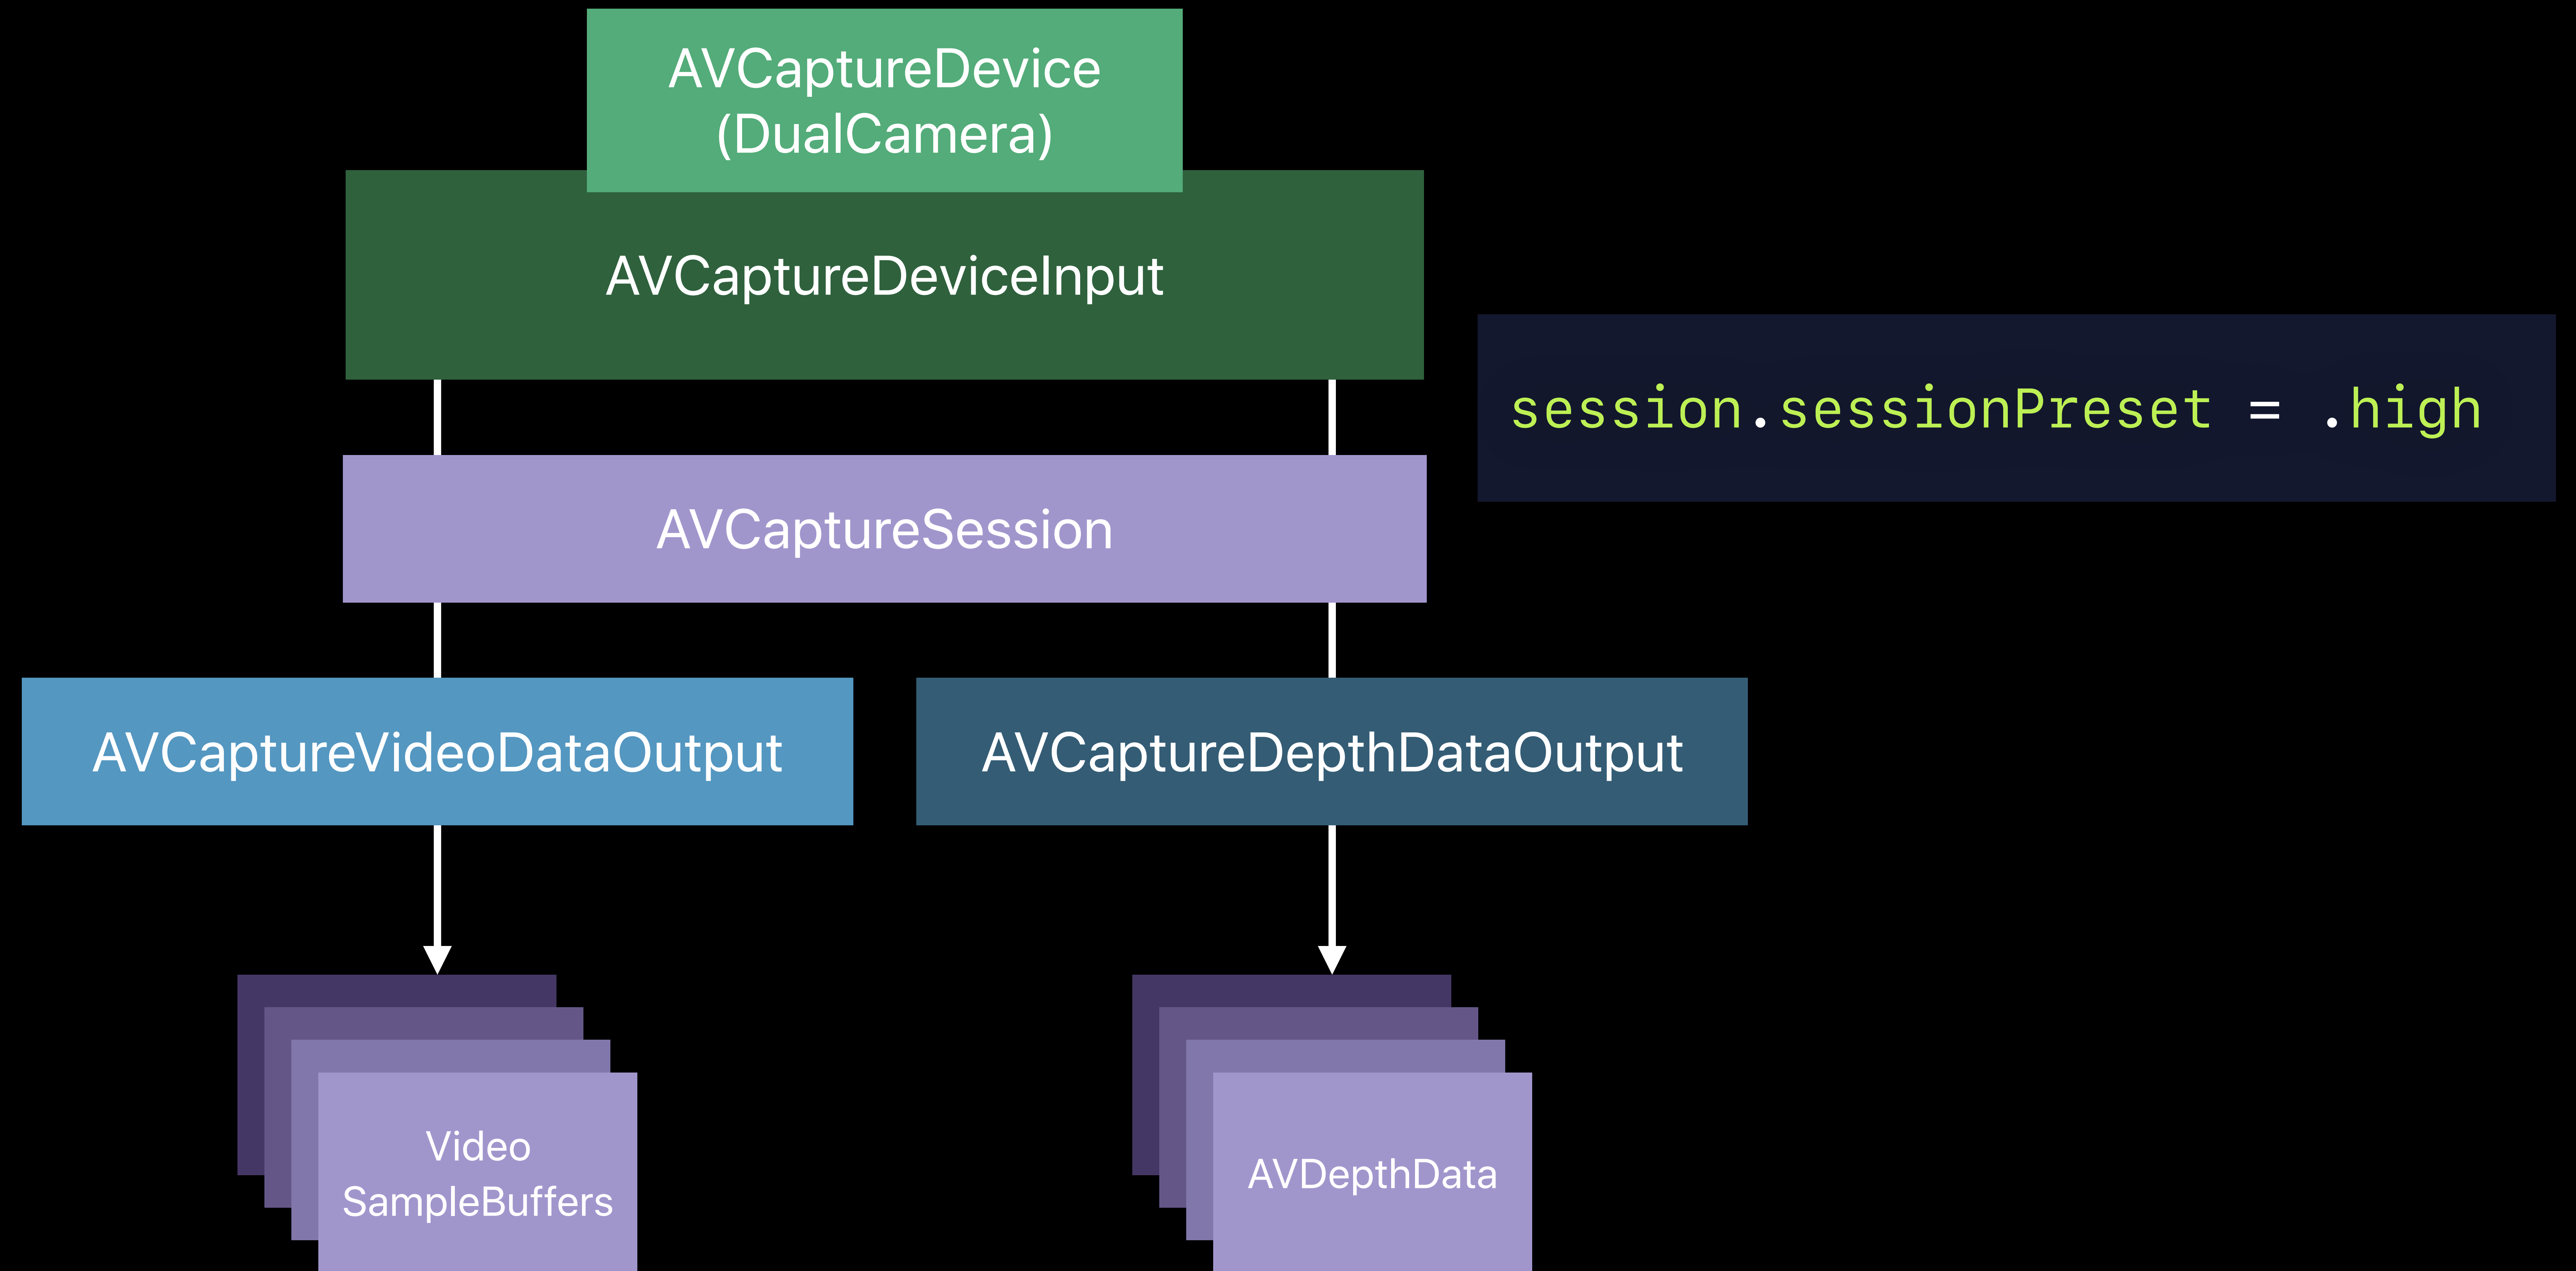 AVCaptureDevice
(DualCamera)
AVCaptureDeviceInput
session.sessionPreset = .high
AVCaptureSession
AVCaptureVideoDataOutput
AVCaptureDepthDataOutput
Video
SampleBuffers
AVDepthData